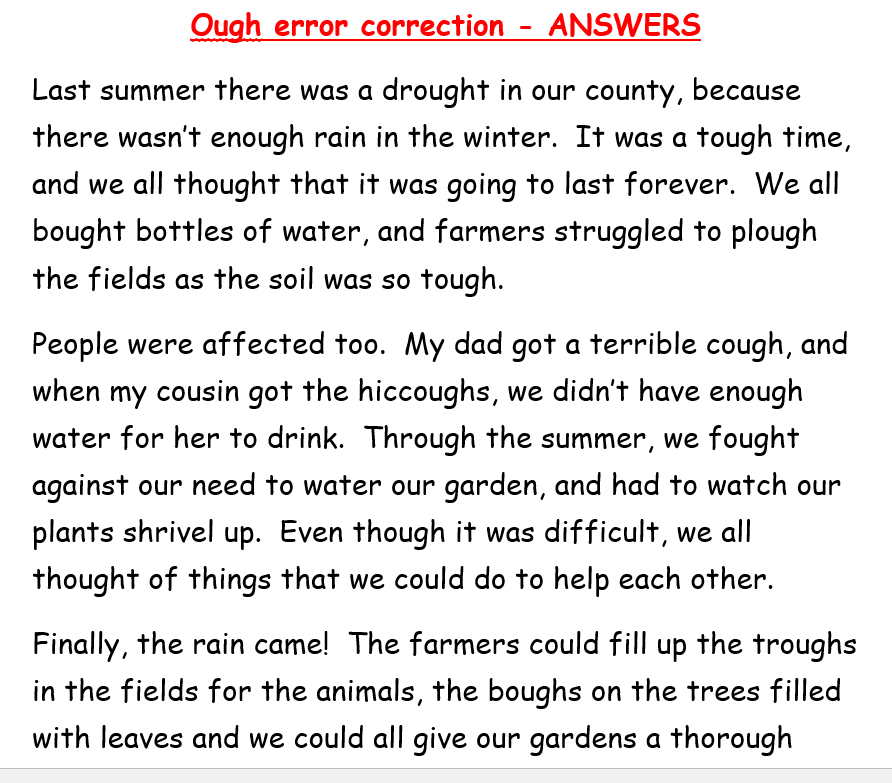 Ough error correction - ANSWERS
Last summer there was a drought in our county, because
there wasn't enough rain in the winter.  It was a tough time,
and we all thought that it was going to last forever.  We all
bought bottles of water, and farmers struggled to plough
the fields as the soil was so tough.
People were affected too.  My dad got a terrible cough, and
when my cousin got the hiccoughs, we didn't have enough
water for her to drink.  Through the summer, we fought
against our need to water our garden, and had to watch our
plants shrivel up.  Even though it was difficult, we all
thought of things that we could do to help each other.
Finally, the rain came!  The farmers could fill up the troughs
in the fields for the animals, the boughs on the trees filled
with leaves and we could all give our gardens a thorough